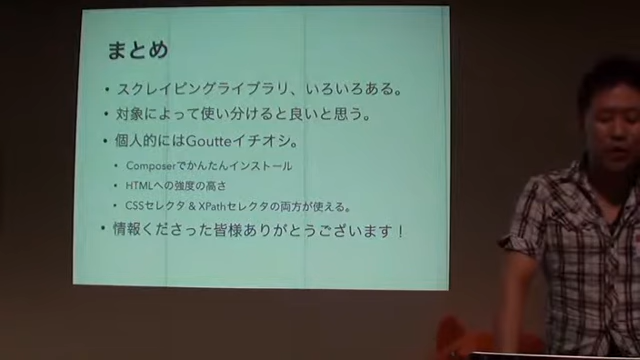 まとめ
• スクレイピングライブラリ、いろいろある。
• 対象によって使い分けると良いと思う。
• 個人的にはGoutteイチオシ。
• Composerでかんたんインストール
• HTMLへの強度の高さ
• CSSセレクタ & XPathセレクタの両方が使える。
• 情報くださった皆様ありがとうございます！